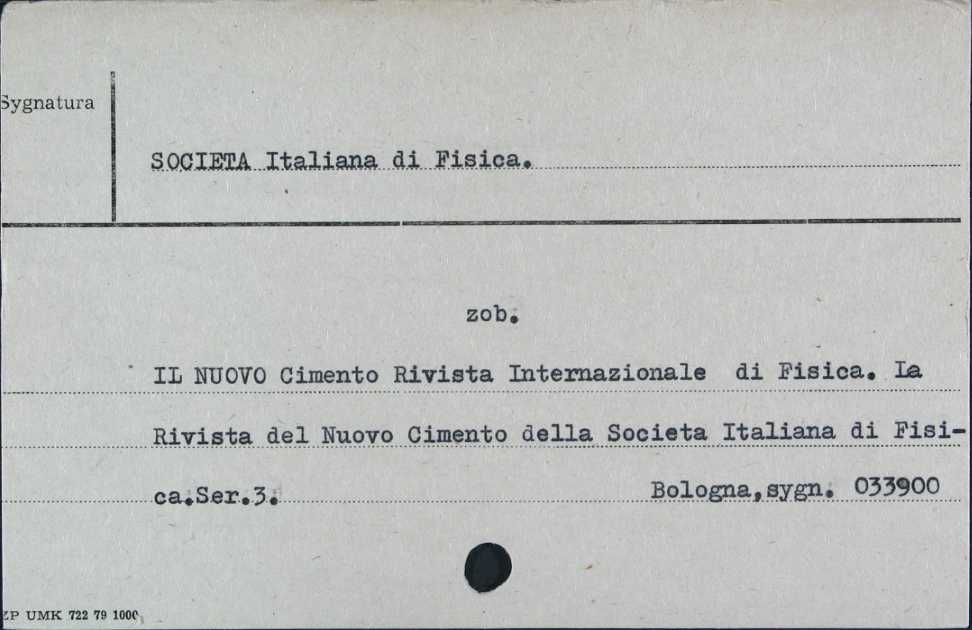 Sygnatura
SOCIETA Italiana di Fisica.
zob.
IL NUOVO Cimento Rivista Internazionale di Fisica. La
Rivista del Nuovo Cimento della Societa Italiana di Fisi-
ca.Ser.3. Bologna,sygn. 033900
ZP UMK 722 79 1000